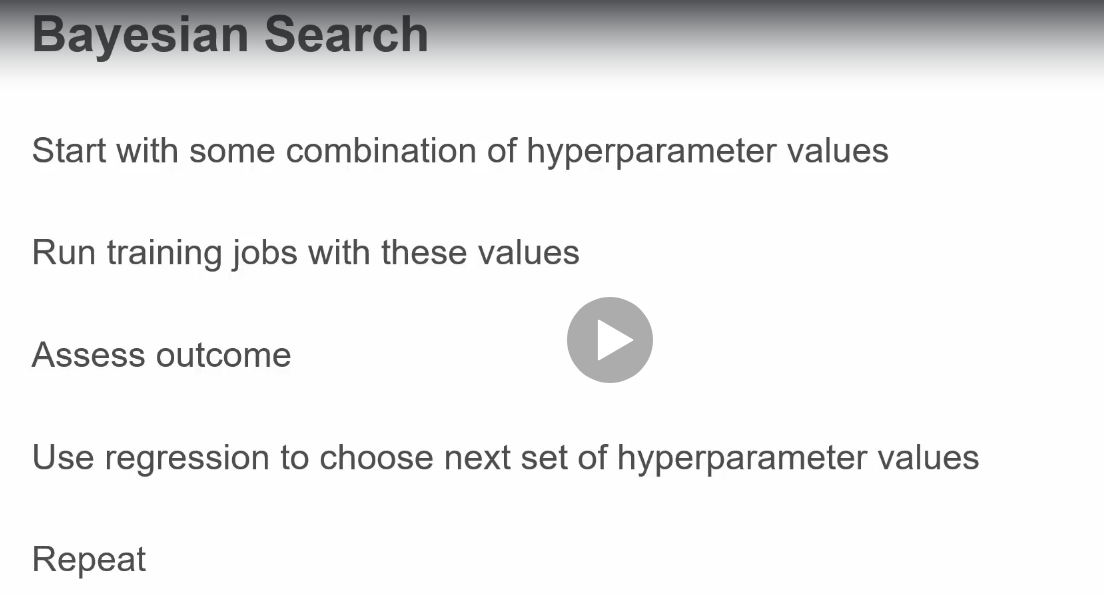 Bayesian Search
Start with some combination of hyperparameter values
Run training jobs with these values
Assess outcome
Use regression to choose next set of hyperparameter values
Repeat